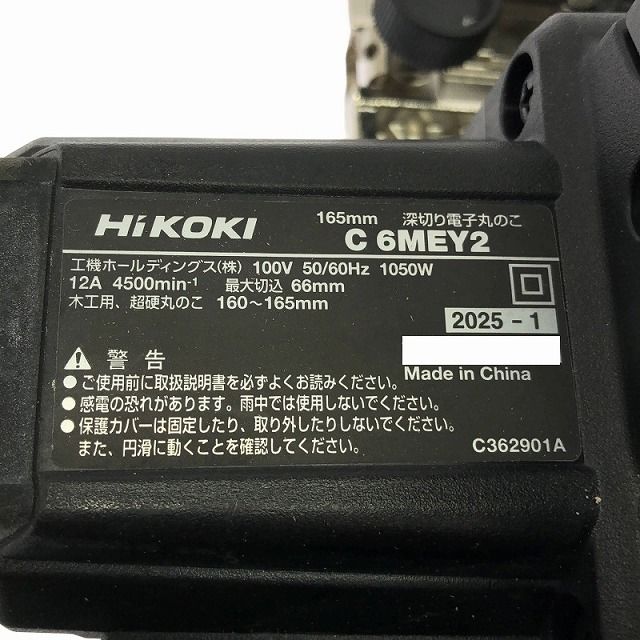 HiKOKI 165mm 深切り電子丸のこ
C 6MEY2
工機ホールディングス(株) 100V 50/60Hz 1050W
12A 4500min⁻¹ 最大切込 66mm
木工用、超硬丸のこ 160～165mm
2025-1
⚠ 警告
Made in China
●ご使用前に取扱説明書を必ずよくお読みください。
●感電の恐れがあります。雨中では使用しないでください。
●保護カバーは固定したり、取り外したりしないでください。
また、円滑に動くことを確認してください。
C362901A